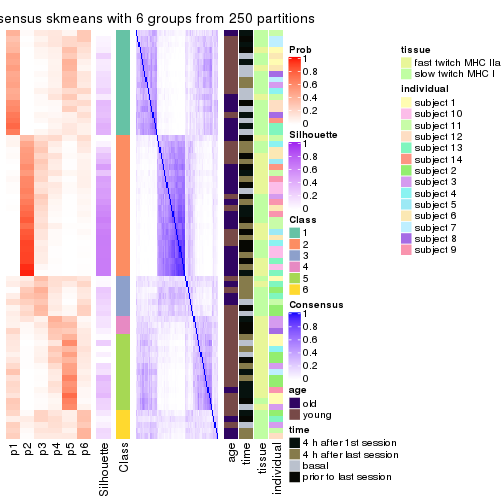 sensus skmeans with 6 groups from 250 partitions
Prob
1
0.8
0.6
0.4
0.2
0
Silhouette
1
0.8
0.6
0.4
0.2
0
Class
1
2
3
4
5
6
Consensus
1
0.8
0.6
0.4
0.2
0
age
old
young
time
4 h after 1st session
4 h after last session
basal
prior to last session
tissue
fast twitch MHC IIa
slow twitch MHC I
individual
subject 1
subject 10
subject 11
subject 12
subject 13
subject 14
subject 2
subject 3
subject 4
subject 5
subject 6
subject 7
subject 8
subject 9
p1
p2
p3
p4
p5
p6
Silhouette
Class
age
time
tissue
individual